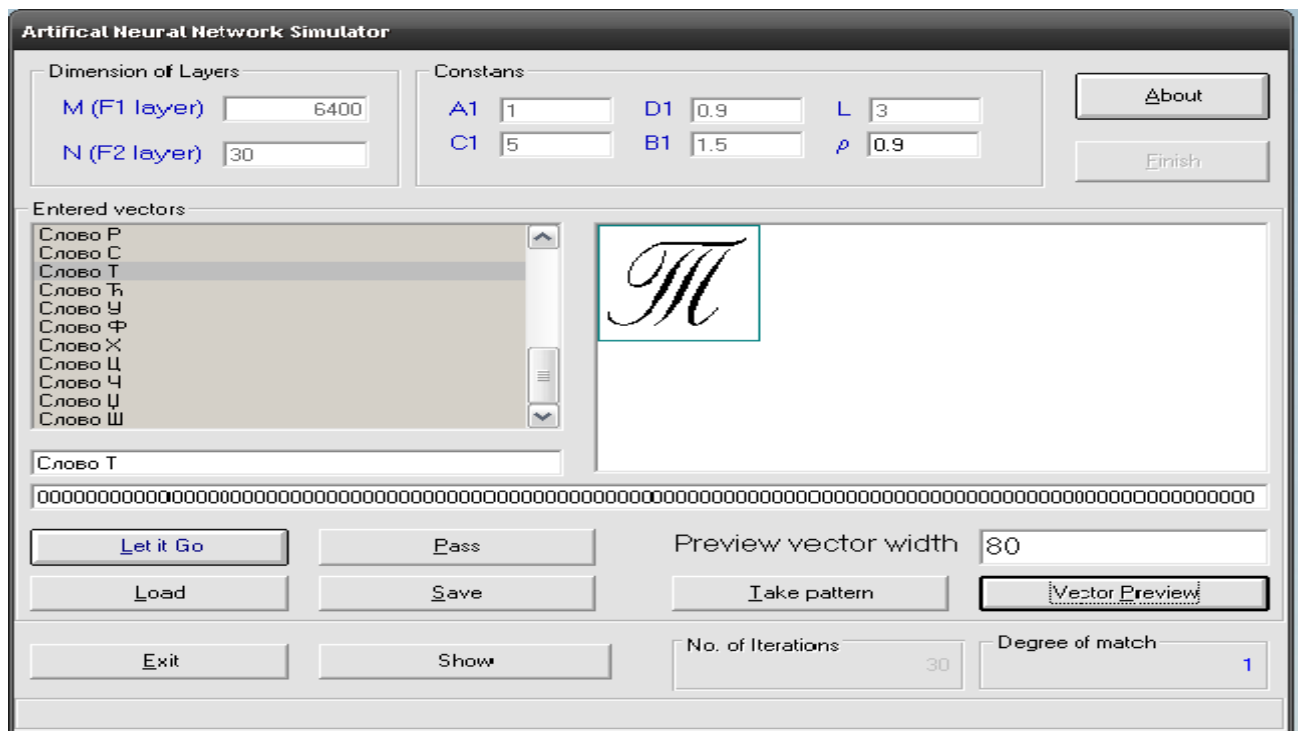 Artifical Neural Network Simulator
Dimension of Layers
M (F1 layer) 6400
N (F2 layer) 30
Constans
A1 1 D1 0.9 L 3
C1 5 B1 1.5 ρ 0.9
About
Finish
Entered vectors
Слово Р
Слово С
Слово Т
Слово Ћ
Слово У
Слово Ф
Слово Х
Слово Ц
Слово Ч
Слово Џ
Слово Ш
Т
Слово Т
Let it Go Pass Preview vector width 80
Load Save Take pattern Vector Preview
Exit Show
No. of Iterations 30
Degree of match 1